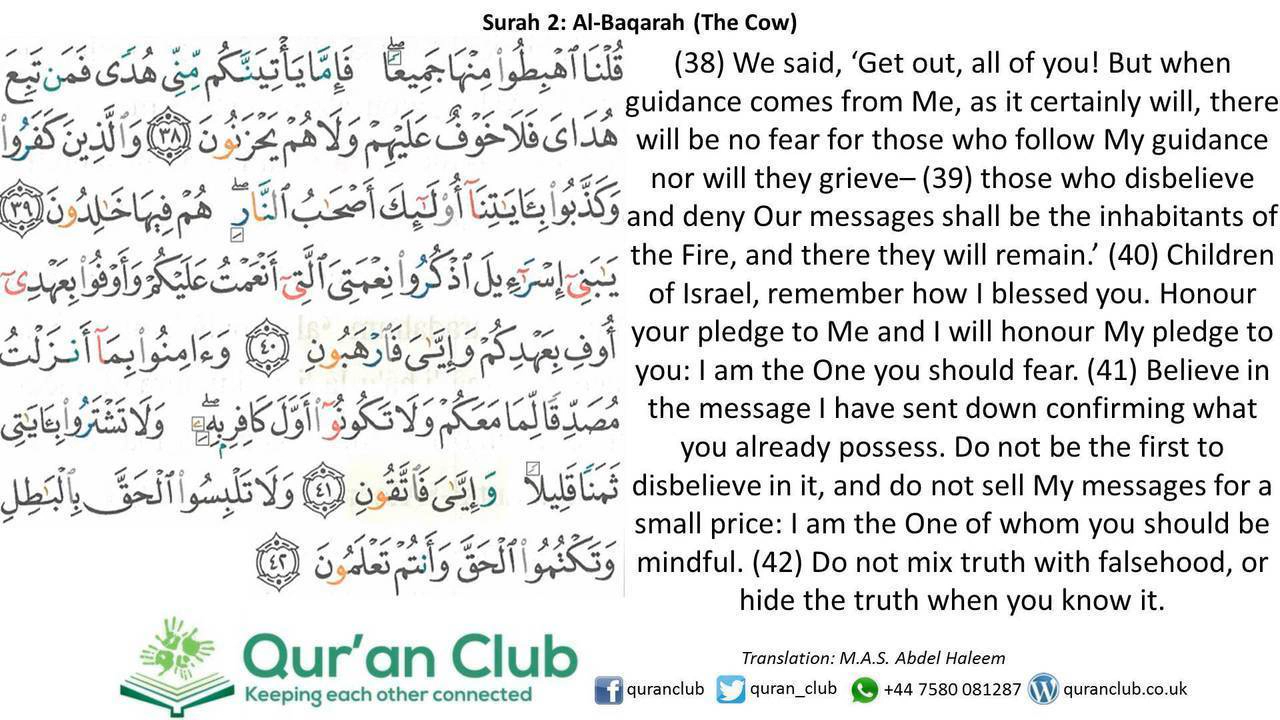 Surah 2: Al-Baqarah (The Cow)
قُلْنَا ٱهْبِطُوا۟ مِنْهَا جَمِيعًۭا ۖ فَإِمَّا يَأْتِيَنَّكُم مِّنِّى هُدًۭى فَمَن تَبِعَ
هُدَاىَ فَلَا خَوْفٌ عَلَيْهِمْ وَلَا هُمْ يَحْزَنُونَ ٣٨ وَٱلَّذِينَ كَفَرُوا۟
وَكَذَّبُوا۟ بِـَٔايَـٰتِنَآ أُو۟لَـٰٓئِكَ أَصْحَـٰبُ ٱلنَّارِ ۖ هُمْ فِيهَا خَـٰلِدُونَ ٣٩
يَـٰبَنِىٓ إِسْرَٰٓءِيلَ ٱذْكُرُوا۟ نِعْمَتِىَ ٱلَّتِىٓ أَنْعَمْتُ عَلَيْكُمْ وَأَوْفُوا۟ بِعَهْدِىٓ
أُوفِ بِعَهْدِكُمْ وَإِيَّـٰىَ فَٱرْهَبُونِ ٤٠ وَءَامِنُوا۟ بِمَآ أَنزَلْتُ
مُصَدِّقًۭا لِّمَا مَعَكُمْ وَلَا تَكُونُوٓا۟ أَوَّلَ كَافِرٍۭ بِهِۦ ۖ وَلَا تَشْتَرُوا۟ بِـَٔايَـٰتِى
ثَمَنًۭا قَلِيلًۭا وَإِيَّـٰىَ فَٱتَّقُونِ ٤١ وَلَا تَلْبِسُوا۟ ٱلْحَقَّ بِٱلْبَـٰطِلِ
وَتَكْتُمُوا۟ ٱلْحَقَّ وَأَنتُمْ تَعْلَمُونَ ٤٢
(38) We said, ‘Get out, all of you! But when
guidance comes from Me, as it certainly will, there
will be no fear for those who follow My guidance
nor will they grieve– (39) those who disbelieve
and deny Our messages shall be the inhabitants of
the Fire, and there they will remain.’ (40) Children
of Israel, remember how I blessed you. Honour
your pledge to Me and I will honour My pledge to
you: I am the One you should fear. (41) Believe in
the message I have sent down confirming what
you already possess. Do not be the first to
disbelieve in it, and do not sell My messages for a
small price: I am the One of whom you should be
mindful. (42) Do not mix truth with falsehood, or
hide the truth when you know it.
Qur’an Club
Keeping each other connected
Translation: M.A.S. Abdel Haleem
quranclub quran_club +44 7580 081287 quranclub.co.uk